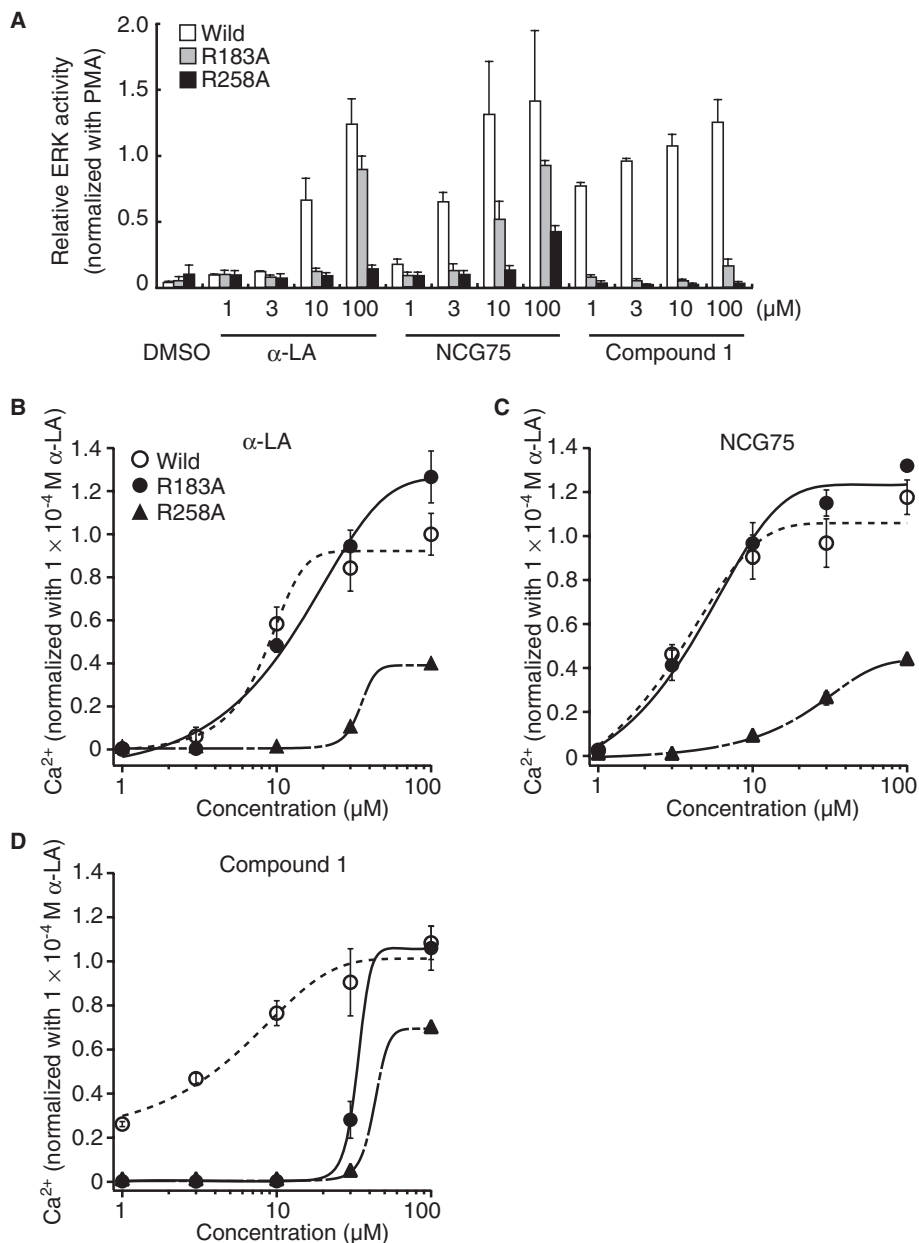 A
Relative ERK activity
(normalized with PMA)
2.0
1.5
1.0
0.5
0
Wild
R183A
R258A
1 3 10 100 1 3 10 100 1 3 10 100 (µM)
DMSO α-LA NCG75 Compound 1
B
α-LA
Ca2+ (normalized with 1 × 10-4 M α-LA)
1.4
1.2
1.0
0.8
0.6
0.4
0.2
0
Wild
R183A
R258A
1 10 100
Concentration (µM)
C
NCG75
Ca2+ (normalized with 1 × 10-4 M α-LA)
1.4
1.2
1.0
0.8
0.6
0.4
0.2
0
1 10 100
Concentration (µM)
D
Compound 1
Ca2+ (normalized with 1 × 10-4 M α-LA)
1.4
1.2
1.0
0.8
0.6
0.4
0.2
0
1 10 100
Concentration (µM)